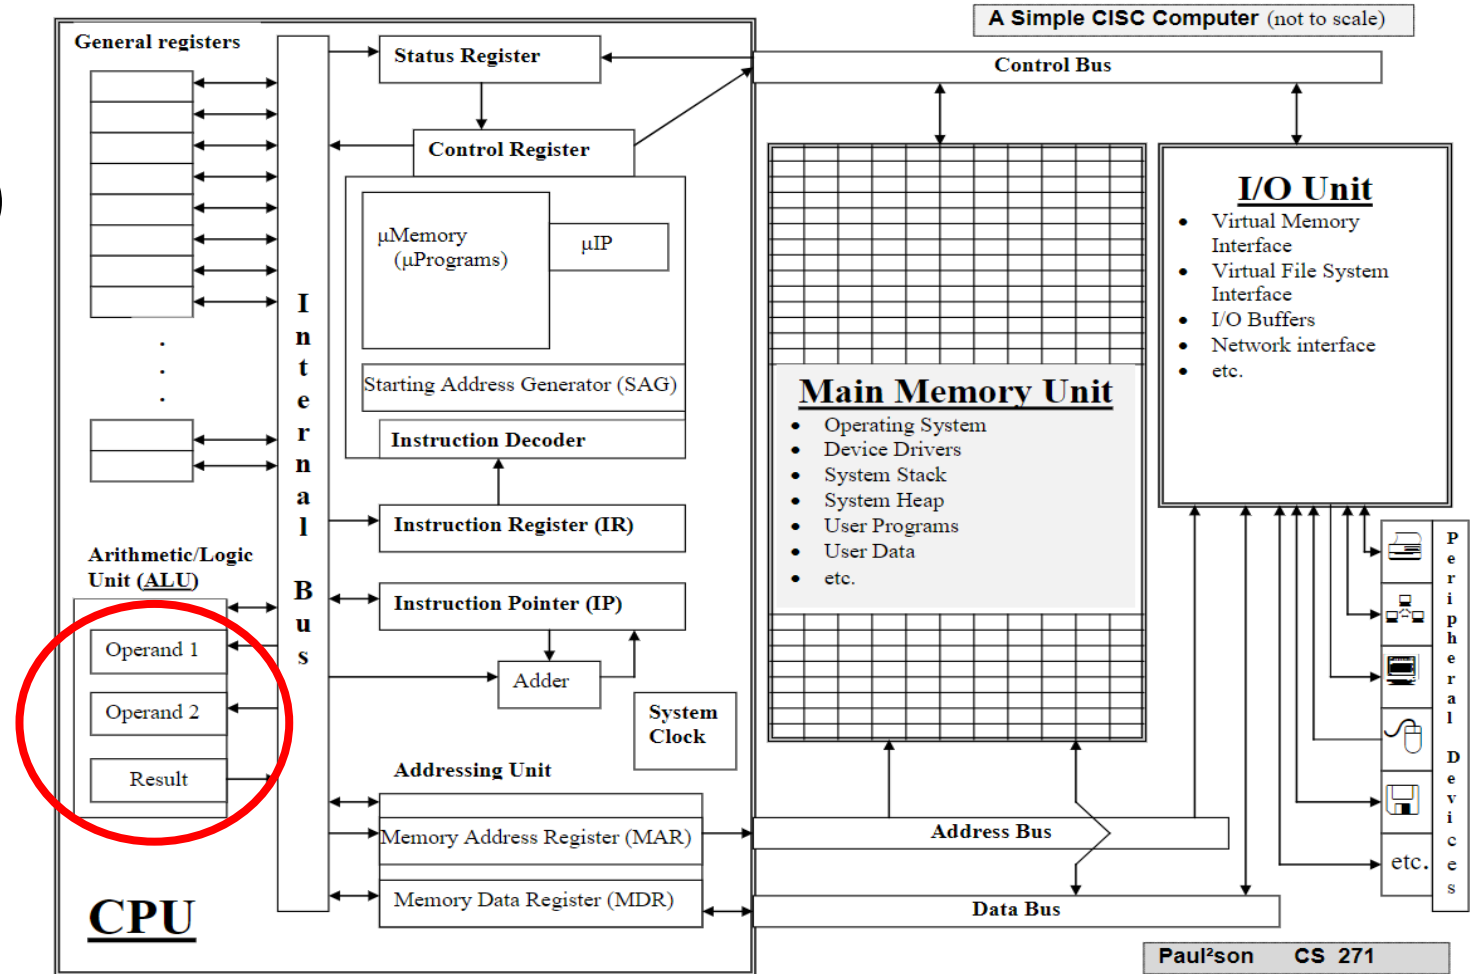 A Simple CISC Computer (not to scale)
General registers
Status Register
Control Bus
Control Register
μMemory
(μPrograms)
μIP
Starting Address Generator (SAG)
Instruction Decoder
Instruction Register (IR)
Instruction Pointer (IP)
Adder
System
Clock
Internal Bus
.
.
.
Arithmetic/Logic
Unit (ALU)
Operand 1
Operand 2
Result
Addressing Unit
Memory Address Register (MAR)
Memory Data Register (MDR)
CPU
Main Memory Unit
• Operating System
• Device Drivers
• System Stack
• System Heap
• User Programs
• User Data
• etc.
I/O Unit
• Virtual Memory
Interface
• Virtual File System
Interface
• I/O Buffers
• Network interface
• etc.
Peripheral Devices
etc.
Address Bus
Data Bus
Paul²son CS 271